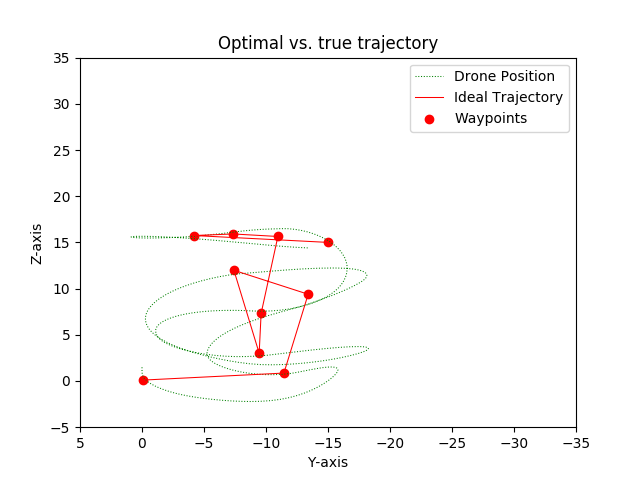 Optimal vs. true trajectory
Drone Position
Ideal Trajectory
Waypoints
35
30
25
20
15
10
5
0
−5
Z-axis
5 0 −5 −10 −15 −20 −25 −30 −35
Y-axis